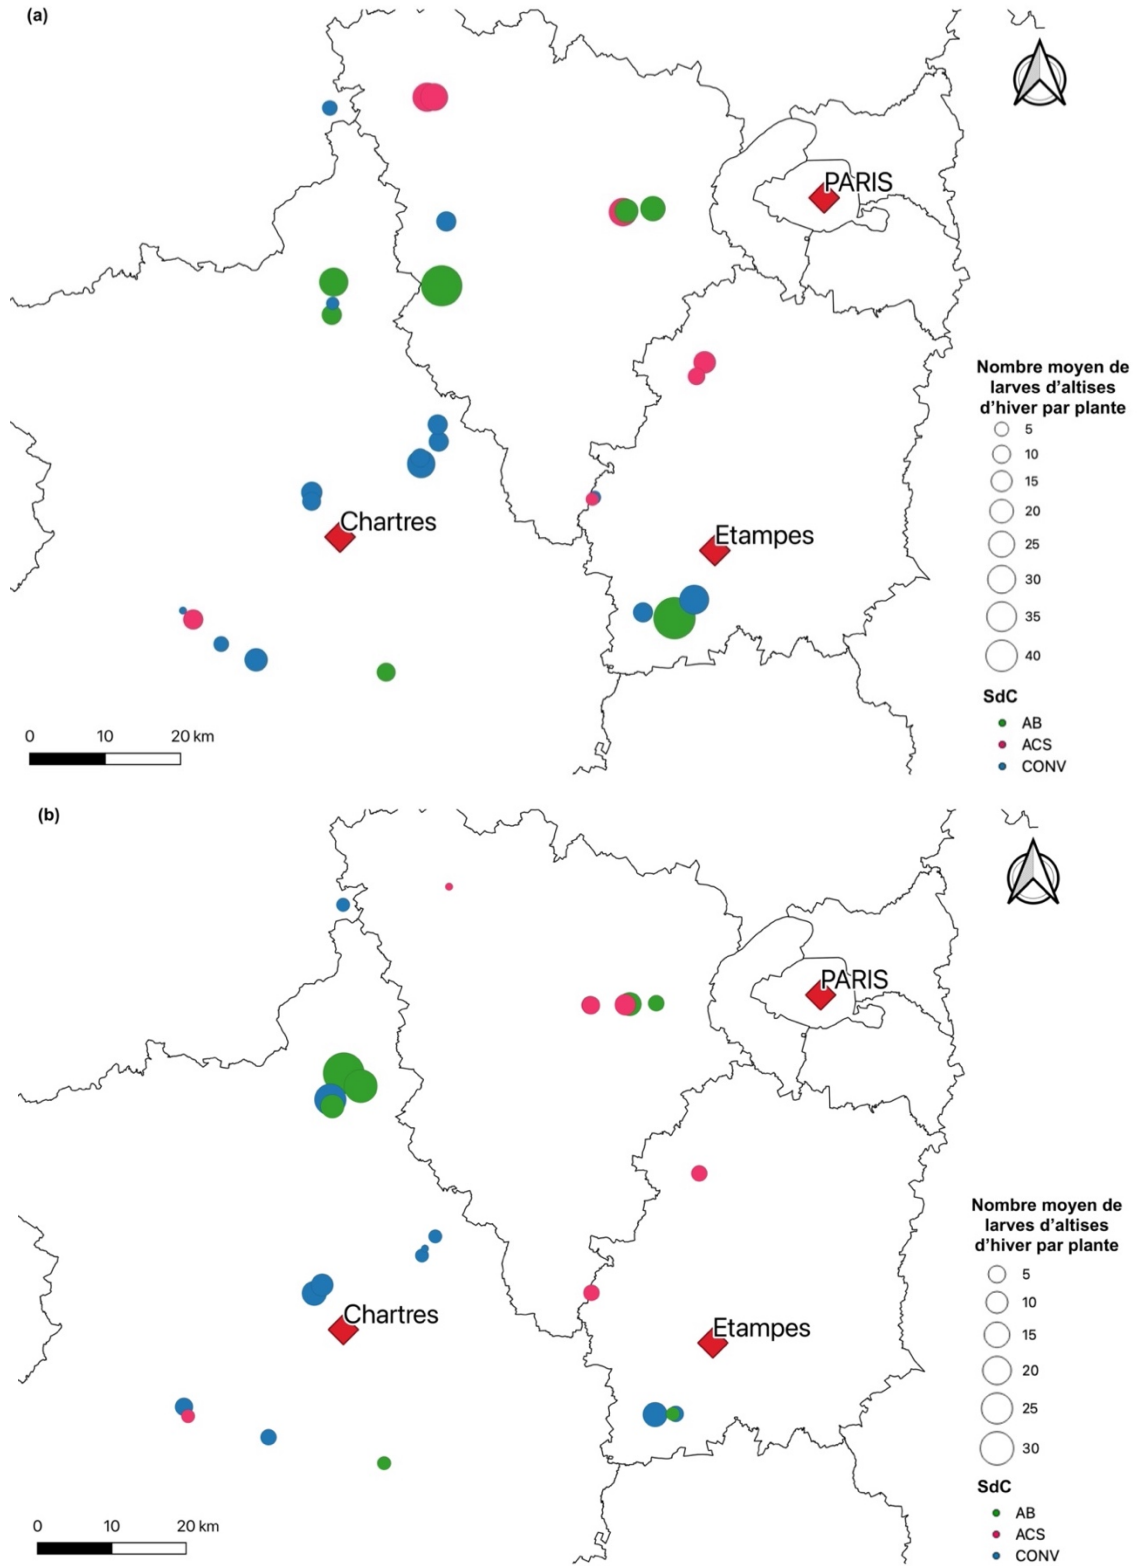 (a)
PARIS
Chartres
Etampes
Nombre moyen de
larves d’altises
d’hiver par plante
5
10
15
20
25
30
35
40
SdC
AB
ACS
CONV
0 10 20 km
(b)
PARIS
Chartres
Etampes
Nombre moyen de
larves d’altises
d’hiver par plante
5
10
15
20
25
30
SdC
AB
ACS
CONV
0 10 20 km